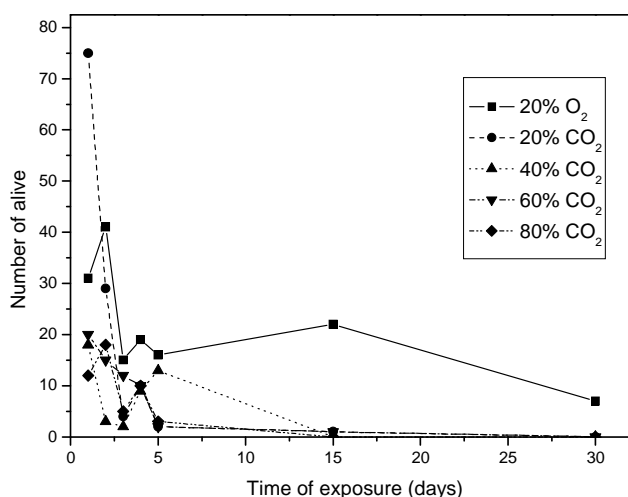 80
70
60
50
40
30
20
10
0
Number of alive
20% O₂
20% CO₂
40% CO₂
60% CO₂
80% CO₂
0 5 10 15 20 25 30
Time of exposure (days)